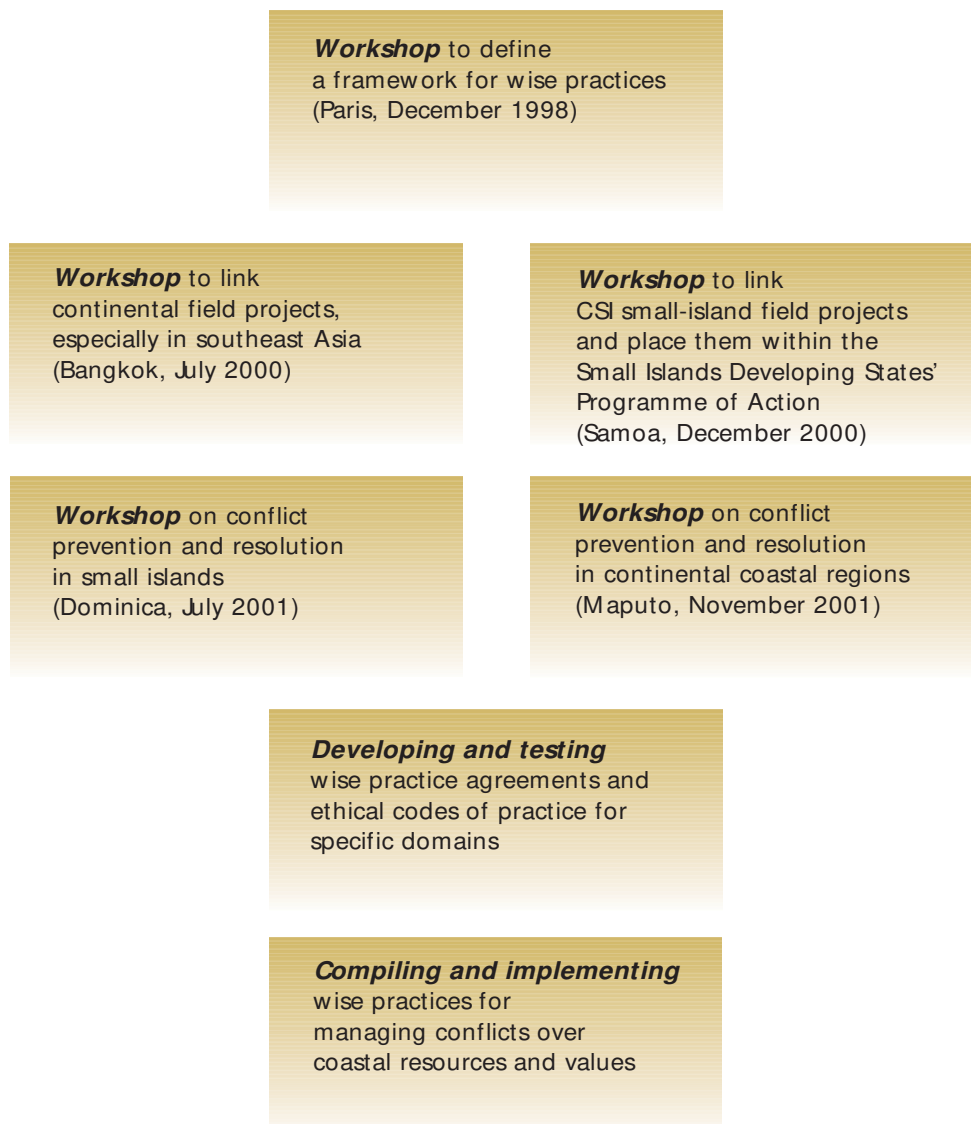 Workshop to define
a framework for wise practices
(Paris, December 1998)
Workshop to link
continental field projects,
especially in southeast Asia
(Bangkok, July 2000)
Workshop to link
CSI small-island field projects
and place them within the
Small Islands Developing States’
Programme of Action
(Samoa, December 2000)
Workshop on conflict
prevention and resolution
in small islands
(Dominica, July 2001)
Workshop on conflict
prevention and resolution
in continental coastal regions
(Maputo, November 2001)
Developing and testing
wise practice agreements and
ethical codes of practice for
specific domains
Compiling and implementing
wise practices for
managing conflicts over
coastal resources and values